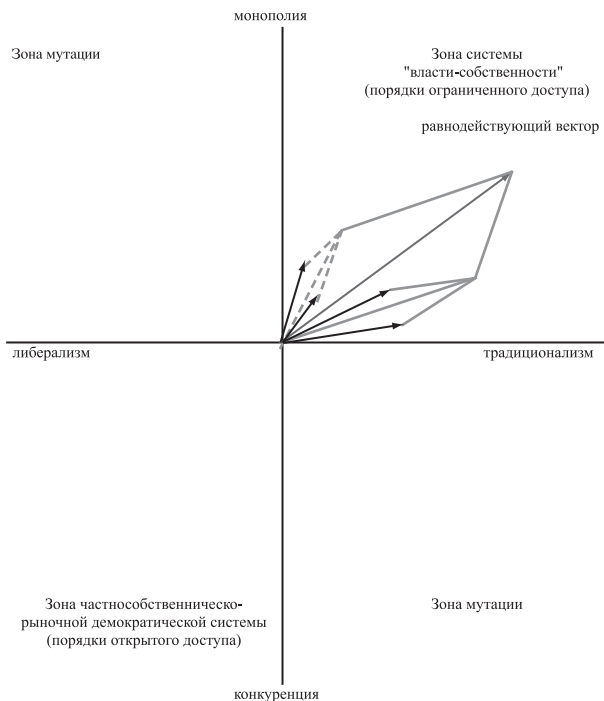 монополия
Зона мутации
Зона системы
"власти-собственности"
(порядки ограниченного доступа)
равнодействующий вектор
либерализм
традиционализм
Зона частнособственническо-
рыночной демократической системы
(порядки открытого доступа)
Зона мутации
конкуренция